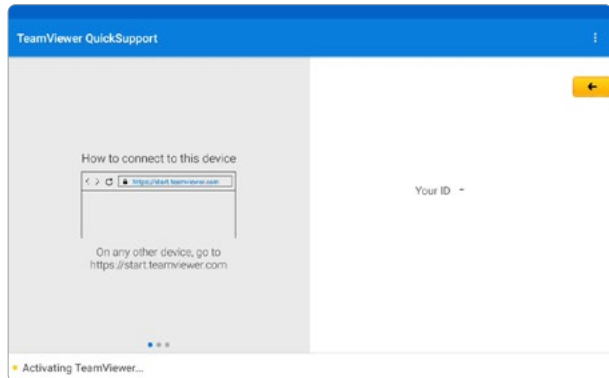 TeamViewer QuickSupport
How to connect to this device
https://start.teamviewer.com
On any other device, go to
https://start.teamviewer.com
Your ID -
Activating TeamViewer...